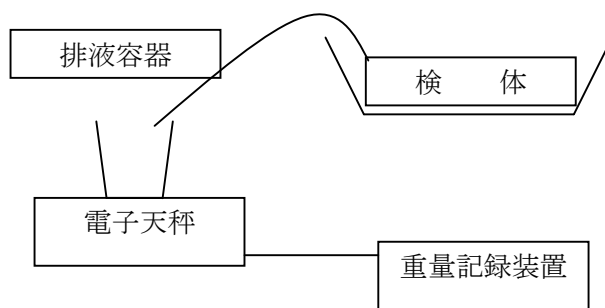 排液容器
検　　体
電子天秤
重量記録装置